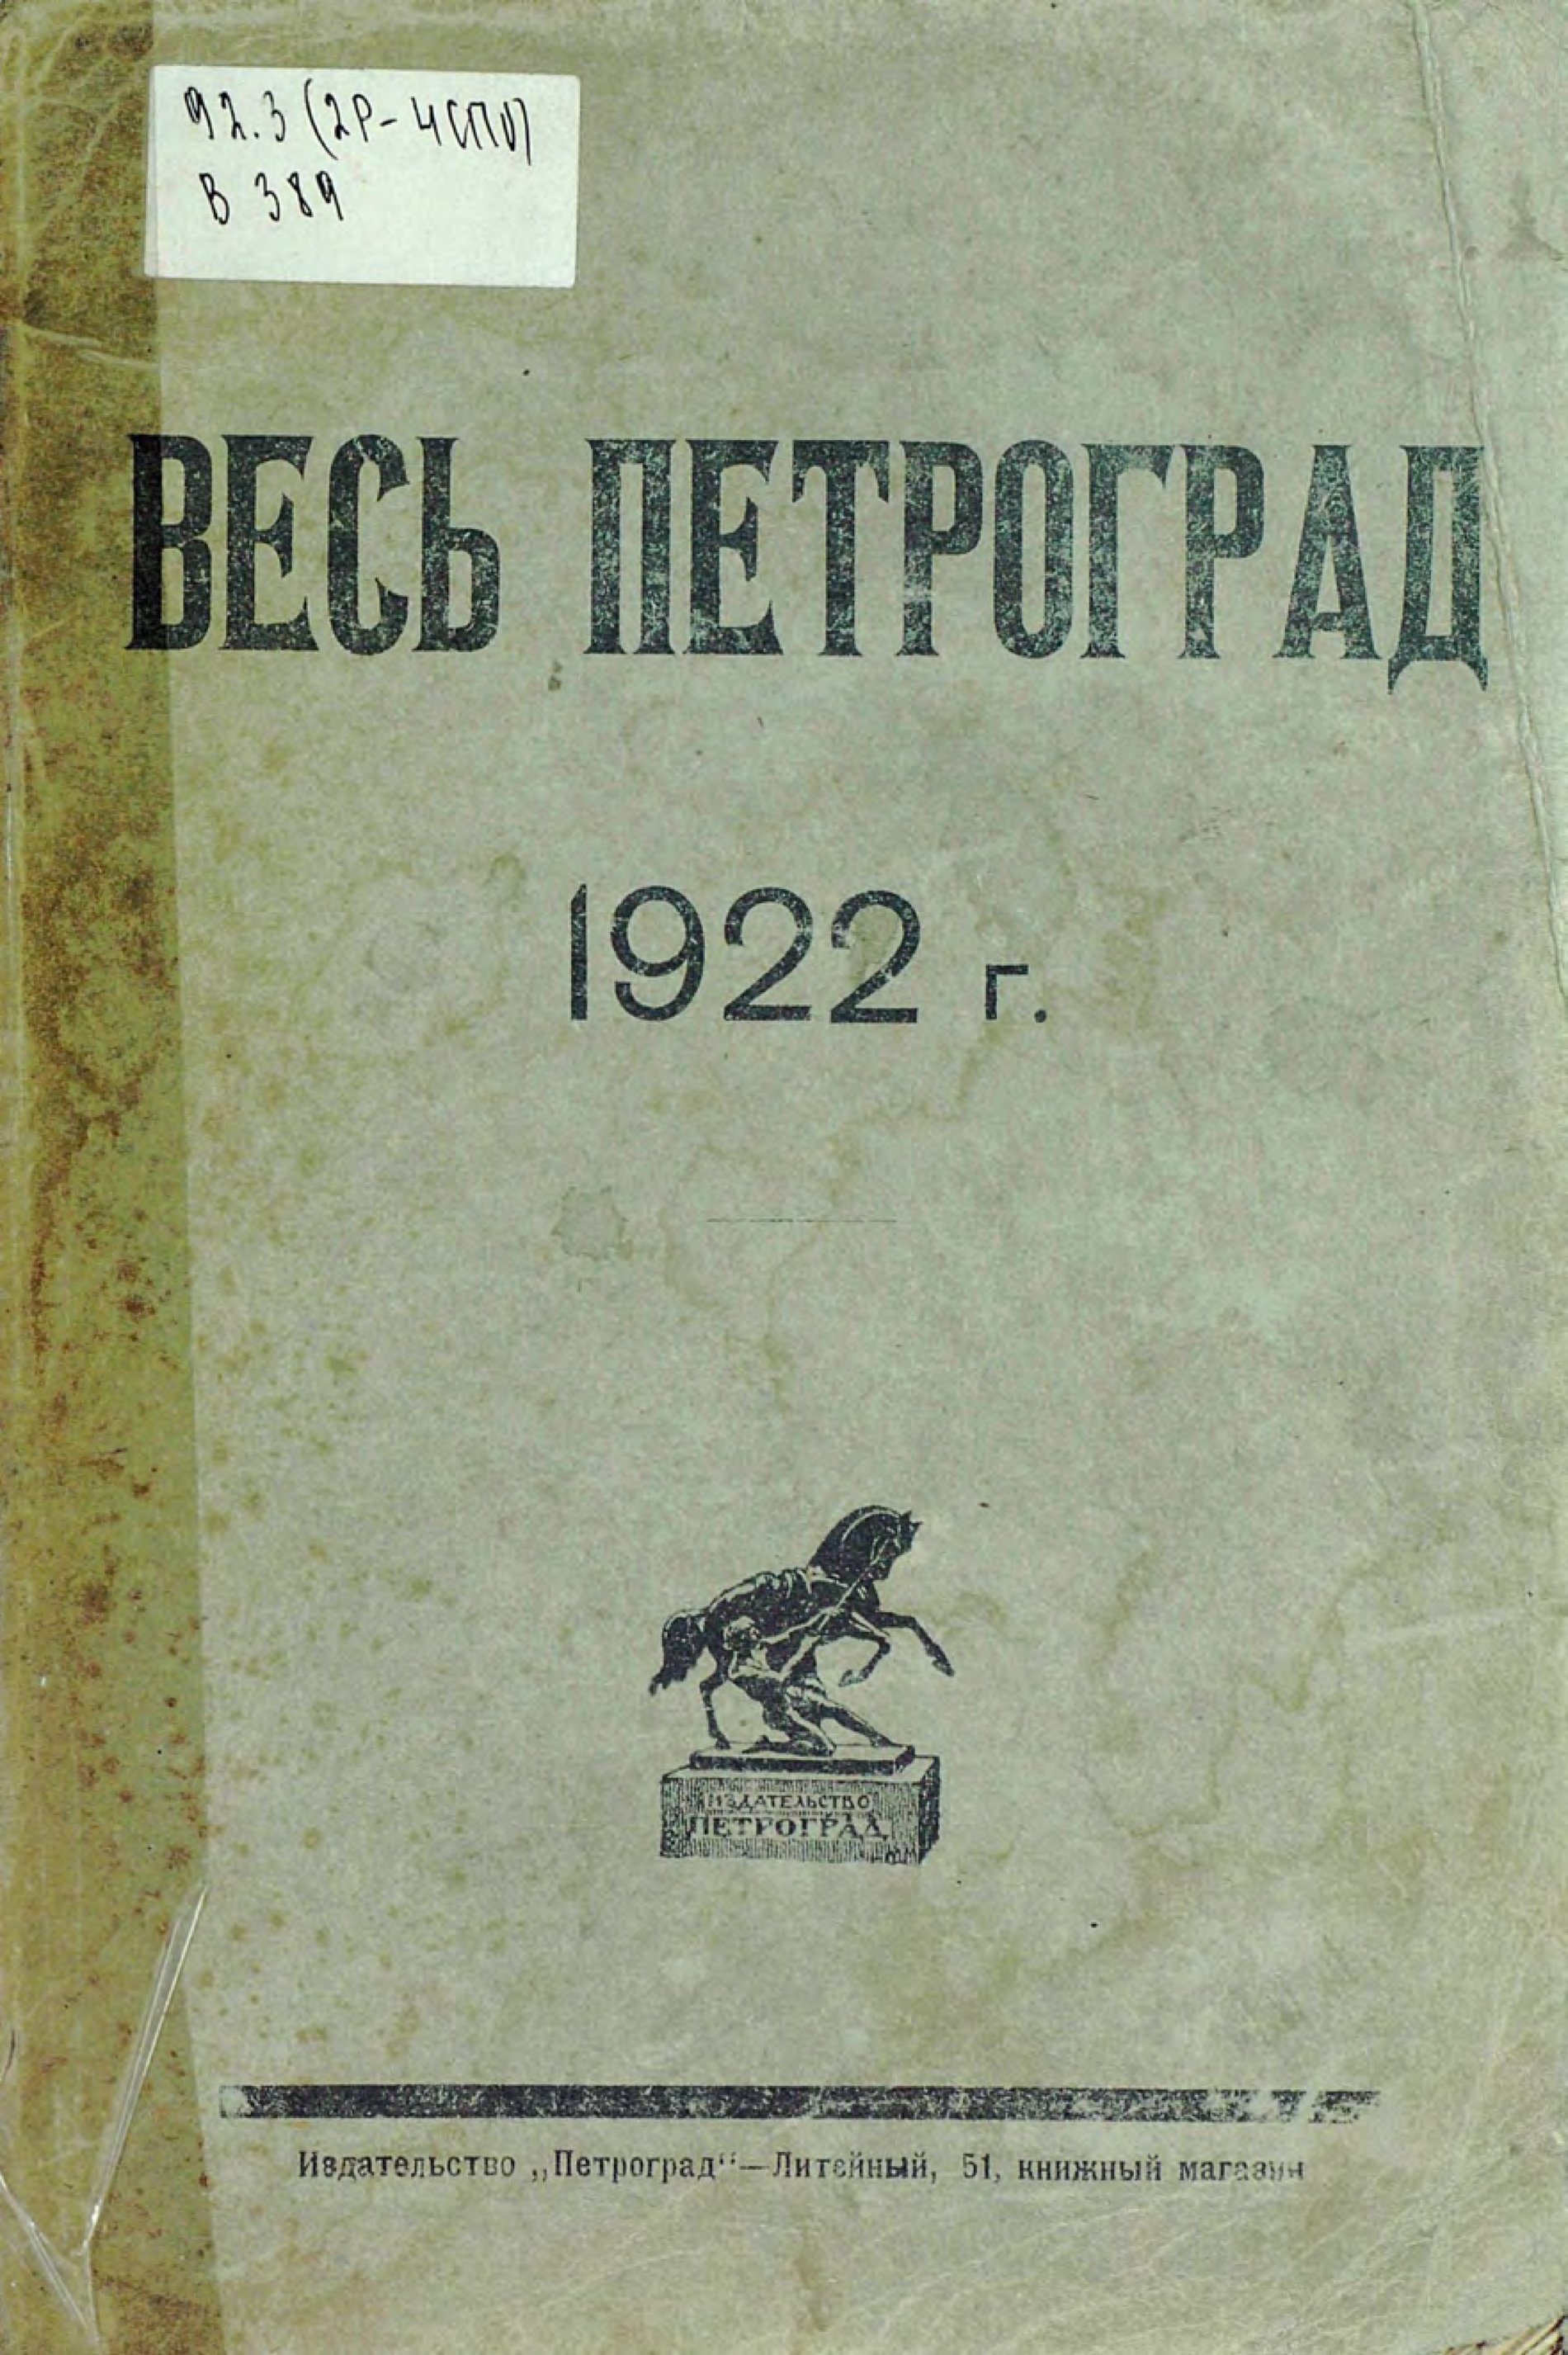 92.3 (2Р-4СПб)
В 389
ВЕСЬ ПЕТРОГРАД
1922 г.
ИЗДАТЕЛЬСТВО
ПЕТРОГРАД
Издательство „Петроград“—Литейный, 51, книжный магазин